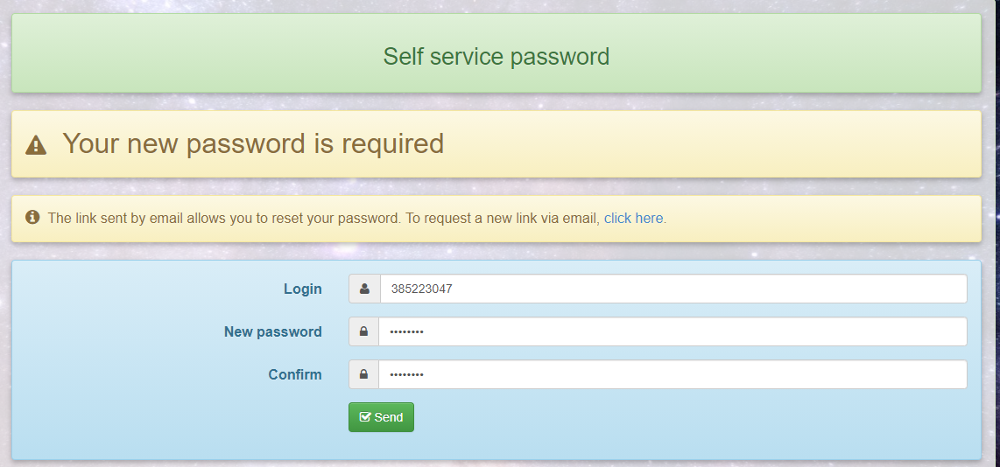 Self service password
Your new password is required
The link sent by email allows you to reset your password. To request a new link via email, click here.
Login
385223047
New password
••••••••
Confirm
••••••••
Send